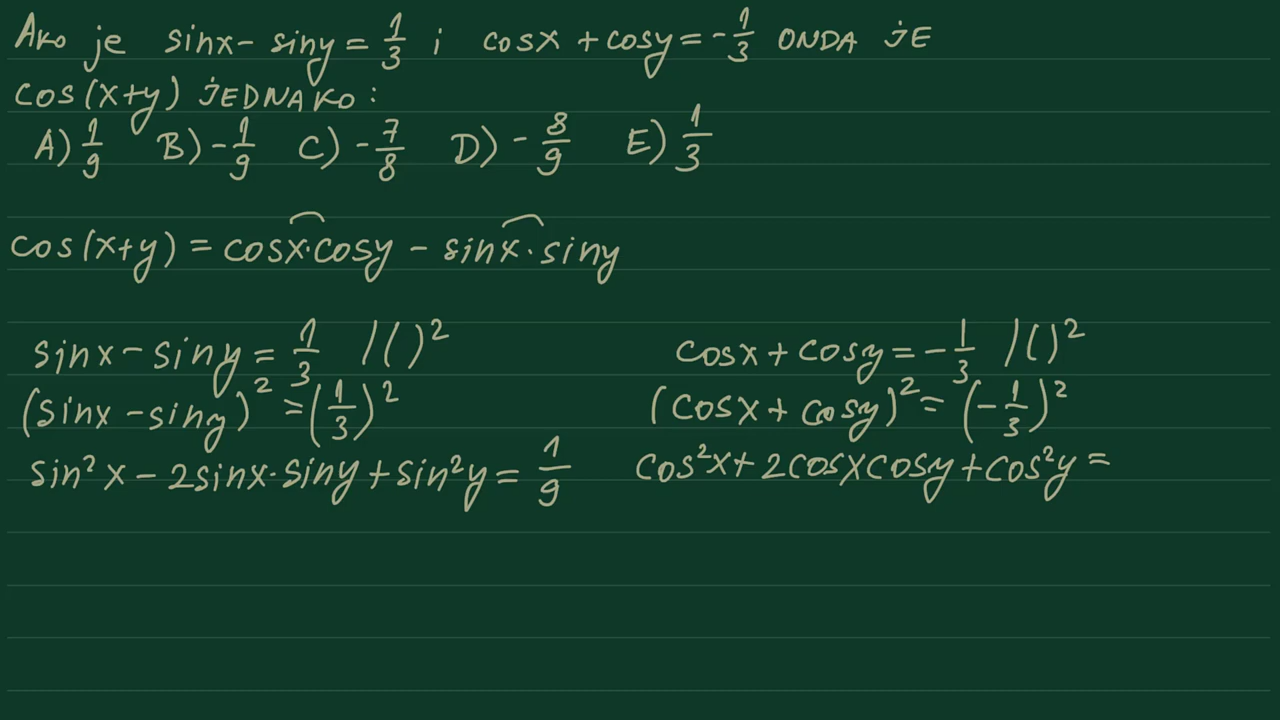 Ako je sinx - siny = 1/3 i cosx + cosy = -1/3 ONDA JE
cos(x+y) JEDNAKO:
A) 1/9 B) -1/9 C) -7/8 D) -8/9 E) 1/3
cos(x+y) = cosx·cosy - sinx·siny
sinx - siny = 1/3 /()² cosx + cosy = -1/3 /()²
(sinx - siny)² = (1/3)² (cosx + cosy)² = (-1/3)²
sin²x - 2sinx·siny + sin²y = 1/9 cos²x + 2cosxcosy + cos²y =